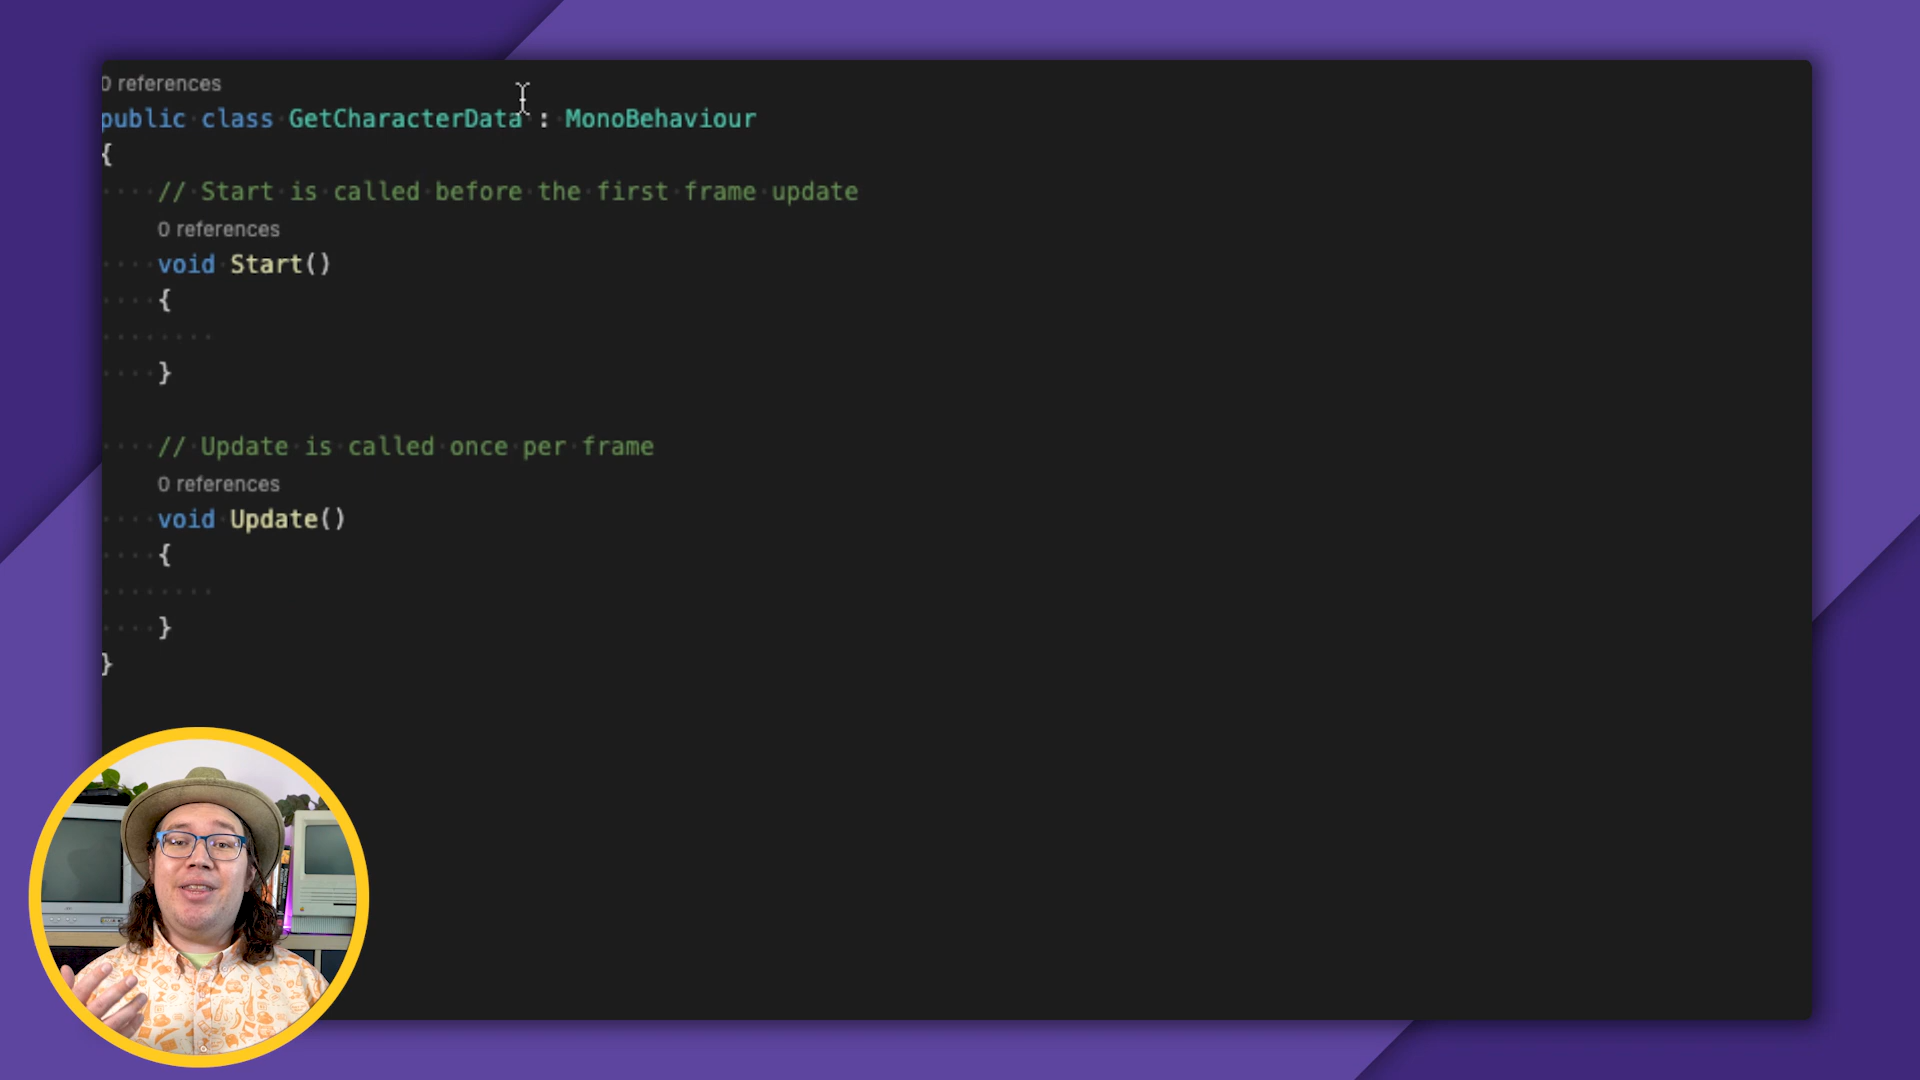 0 references
public class GetCharacterData : MonoBehaviour
{
// Start is called before the first frame update
0 references
void Start()
{
}
// Update is called once per frame
0 references
void Update()
{
}
}